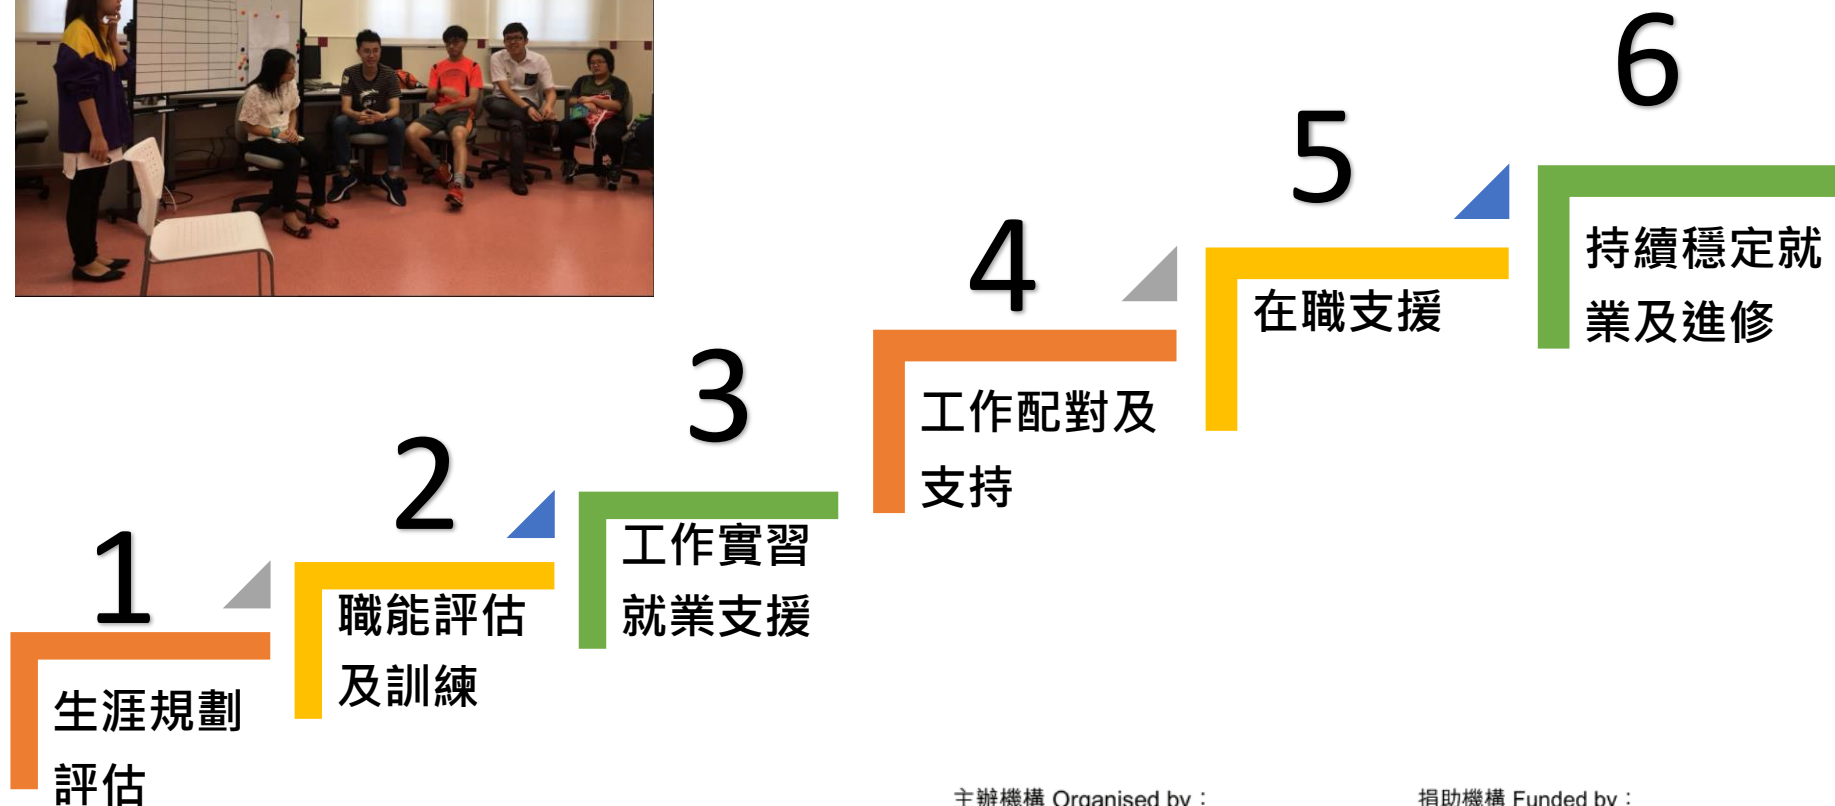 1
生涯規劃
評估
2
職能評估
及訓練
3
工作實習
就業支援
4
工作配對及
支持
5
在職支援
6
持續穩定就
業及進修
主辦機構 Organised by：
捐助機構 Funded by：